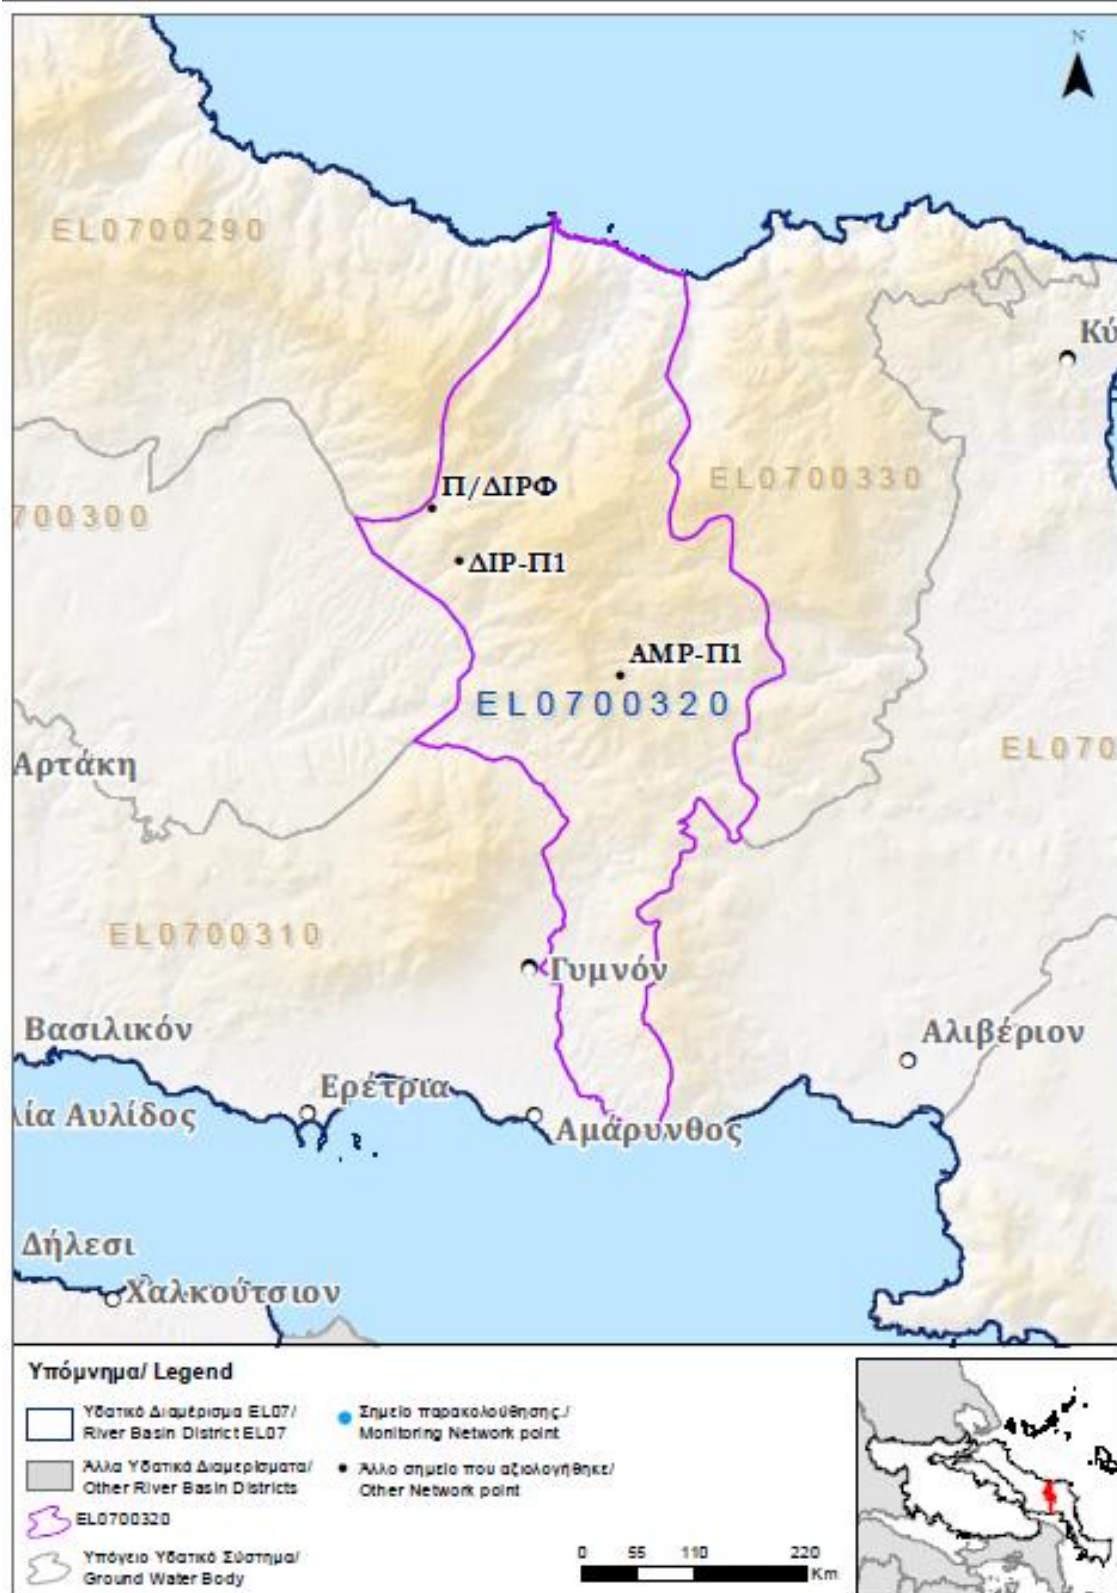 N
EL0700290
Κύ
Π/ΔΙΡΦ
EL0700330
700300
ΔΙΡ-Π1
ΑΜΡ-Π1
EL0700320
EL070
Αρτάκη
EL0700310
Γυμνόν
Βασιλικόν
Αλιβέριον
Ερέτρια
λία Αυλίδος
Αμάρυνθος
Δήλεσι
Χαλκούτσιον
Υπόμνημα/ Legend
Υδατικό Διαμέρισμα EL07/
River Basin District EL07
Άλλα Υδατικά Διαμερίσματα/
Other River Basin Districts
EL0700320
Υπόγειο Υδατικό Σύστημα/
Ground Water Body
Σημείο παρακολούθησης/
Monitoring Network point
Άλλο σημείο που αξιολογήθηκε/
Other Network point
0 55 110 220
Km